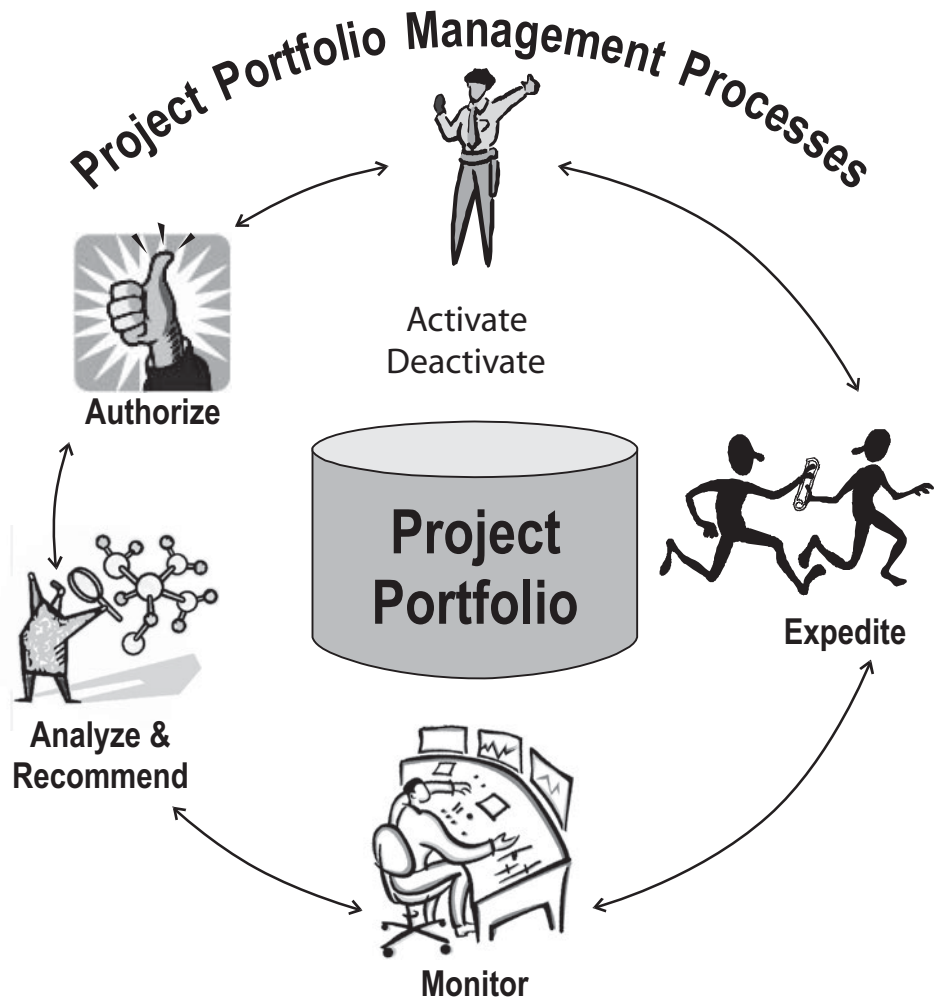 Project Portfolio Management Processes
Activate
Deactivate
Authorize
Project
Portfolio
Expedite
Analyze &
Recommend
Monitor